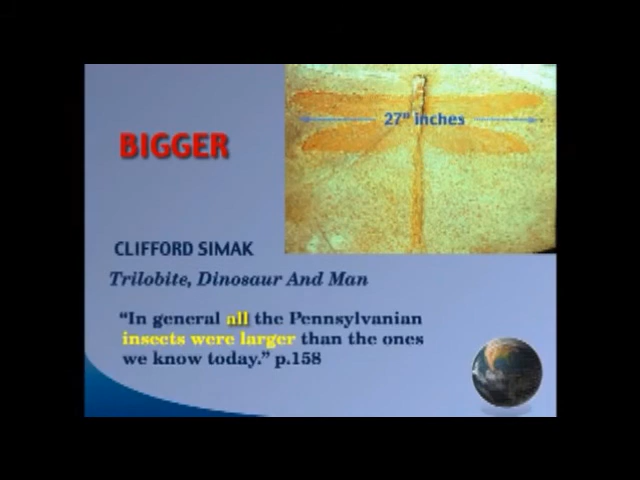 27" inches
BIGGER
CLIFFORD SIMAK
Trilobite, Dinosaur And Man
“In general all the Pennsylvanian
insects were larger than the ones
we know today.” p.158